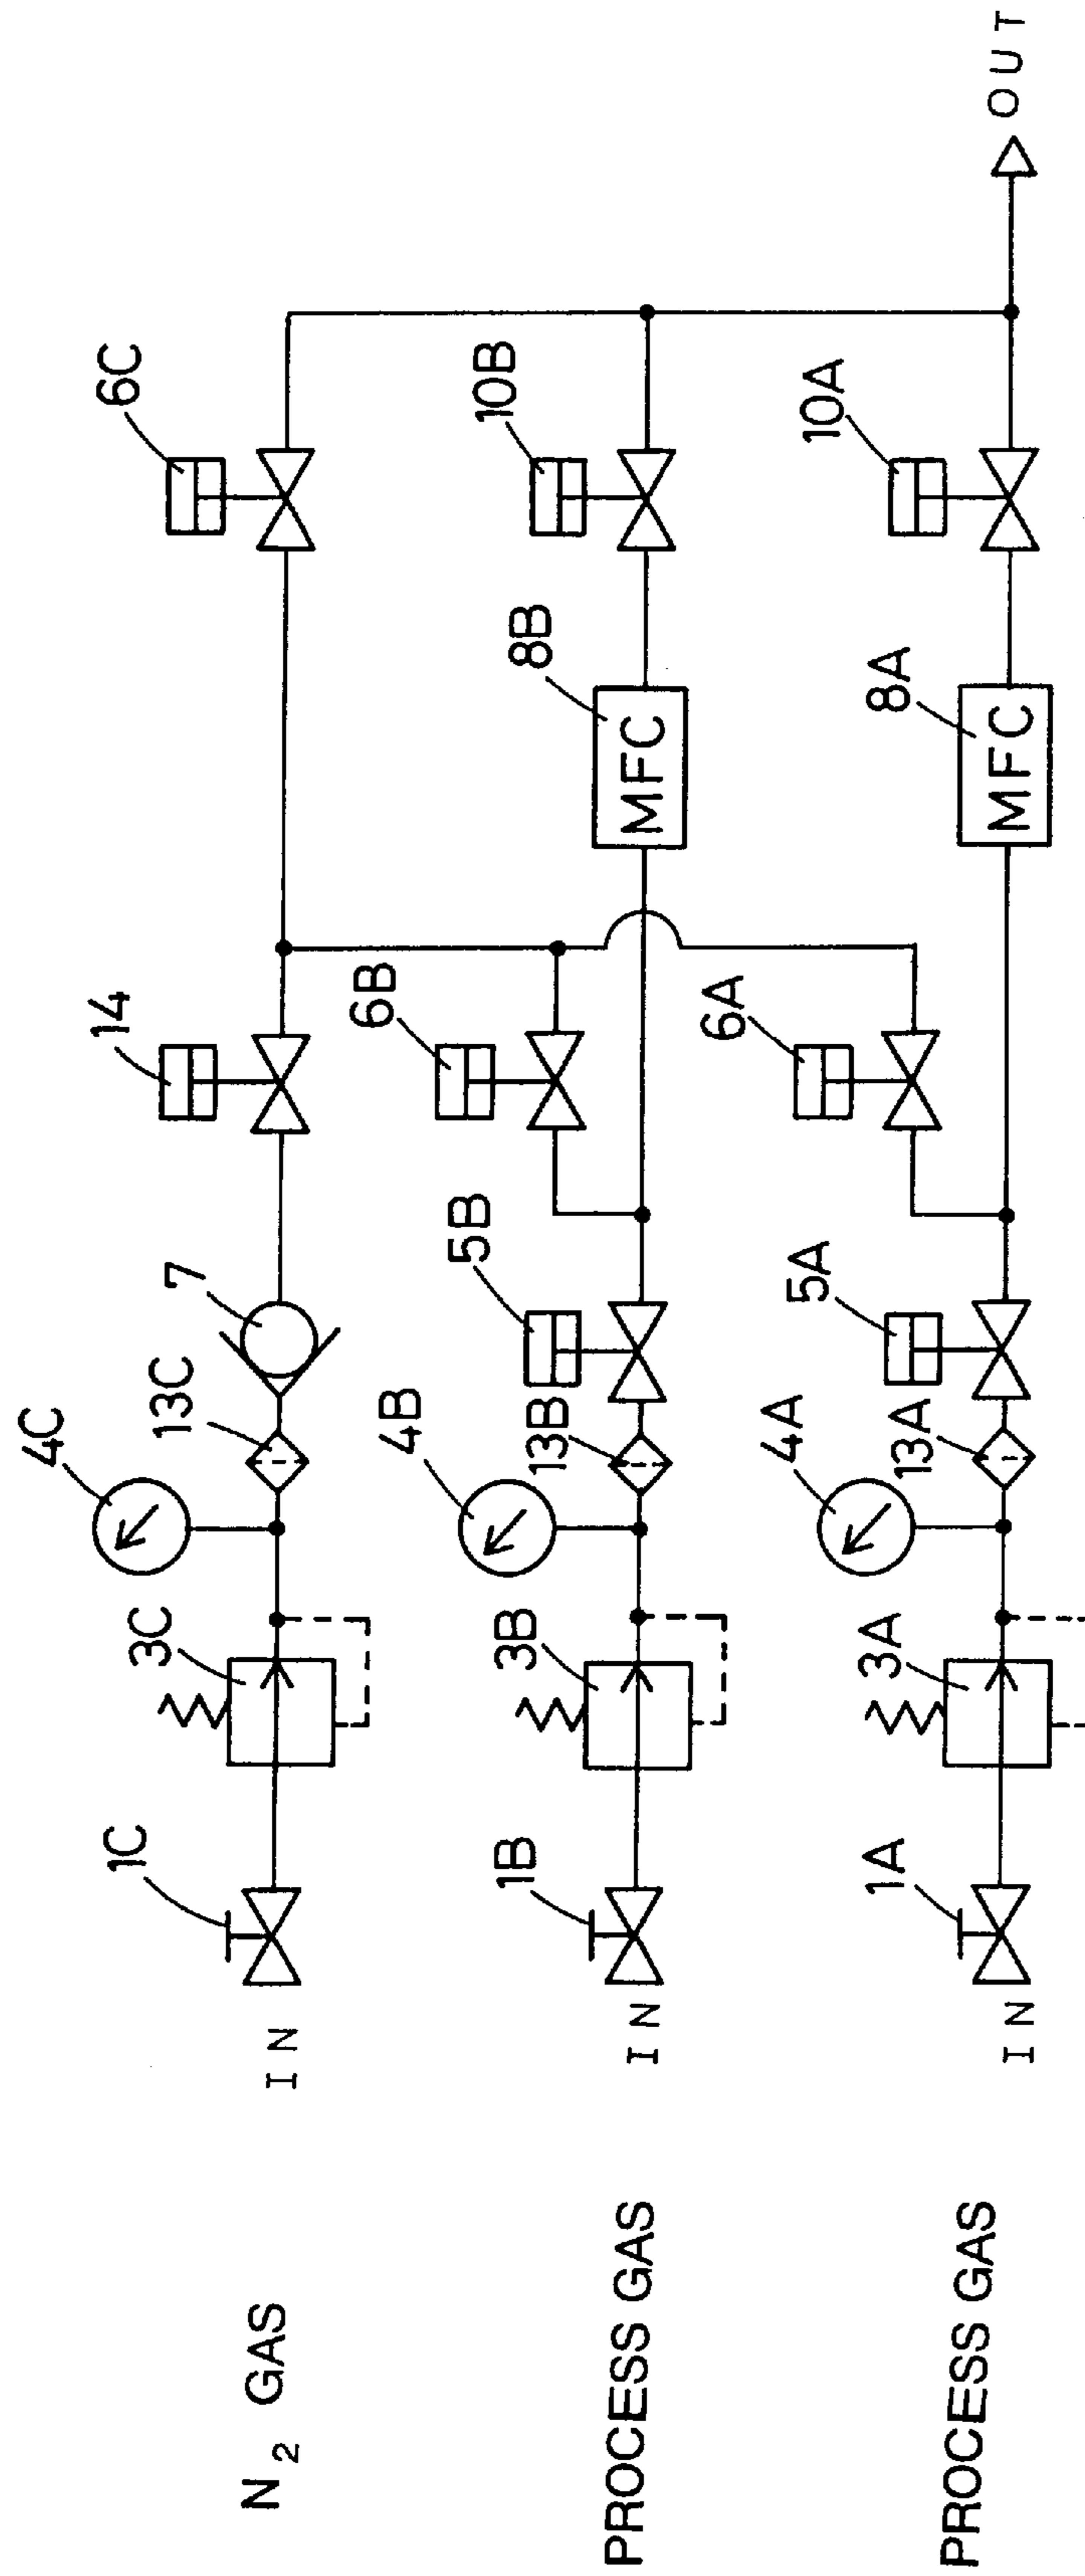 N2 GAS
IN
1C
3C
4C
13C
7
14
6C
PROCESS GAS
IN
1B
3B
4B
13B
5B
6B
MFC
8B
10B
PROCESS GAS
IN
1A
3A
4A
13A
5A
6A
MFC
8A
10A
OUT